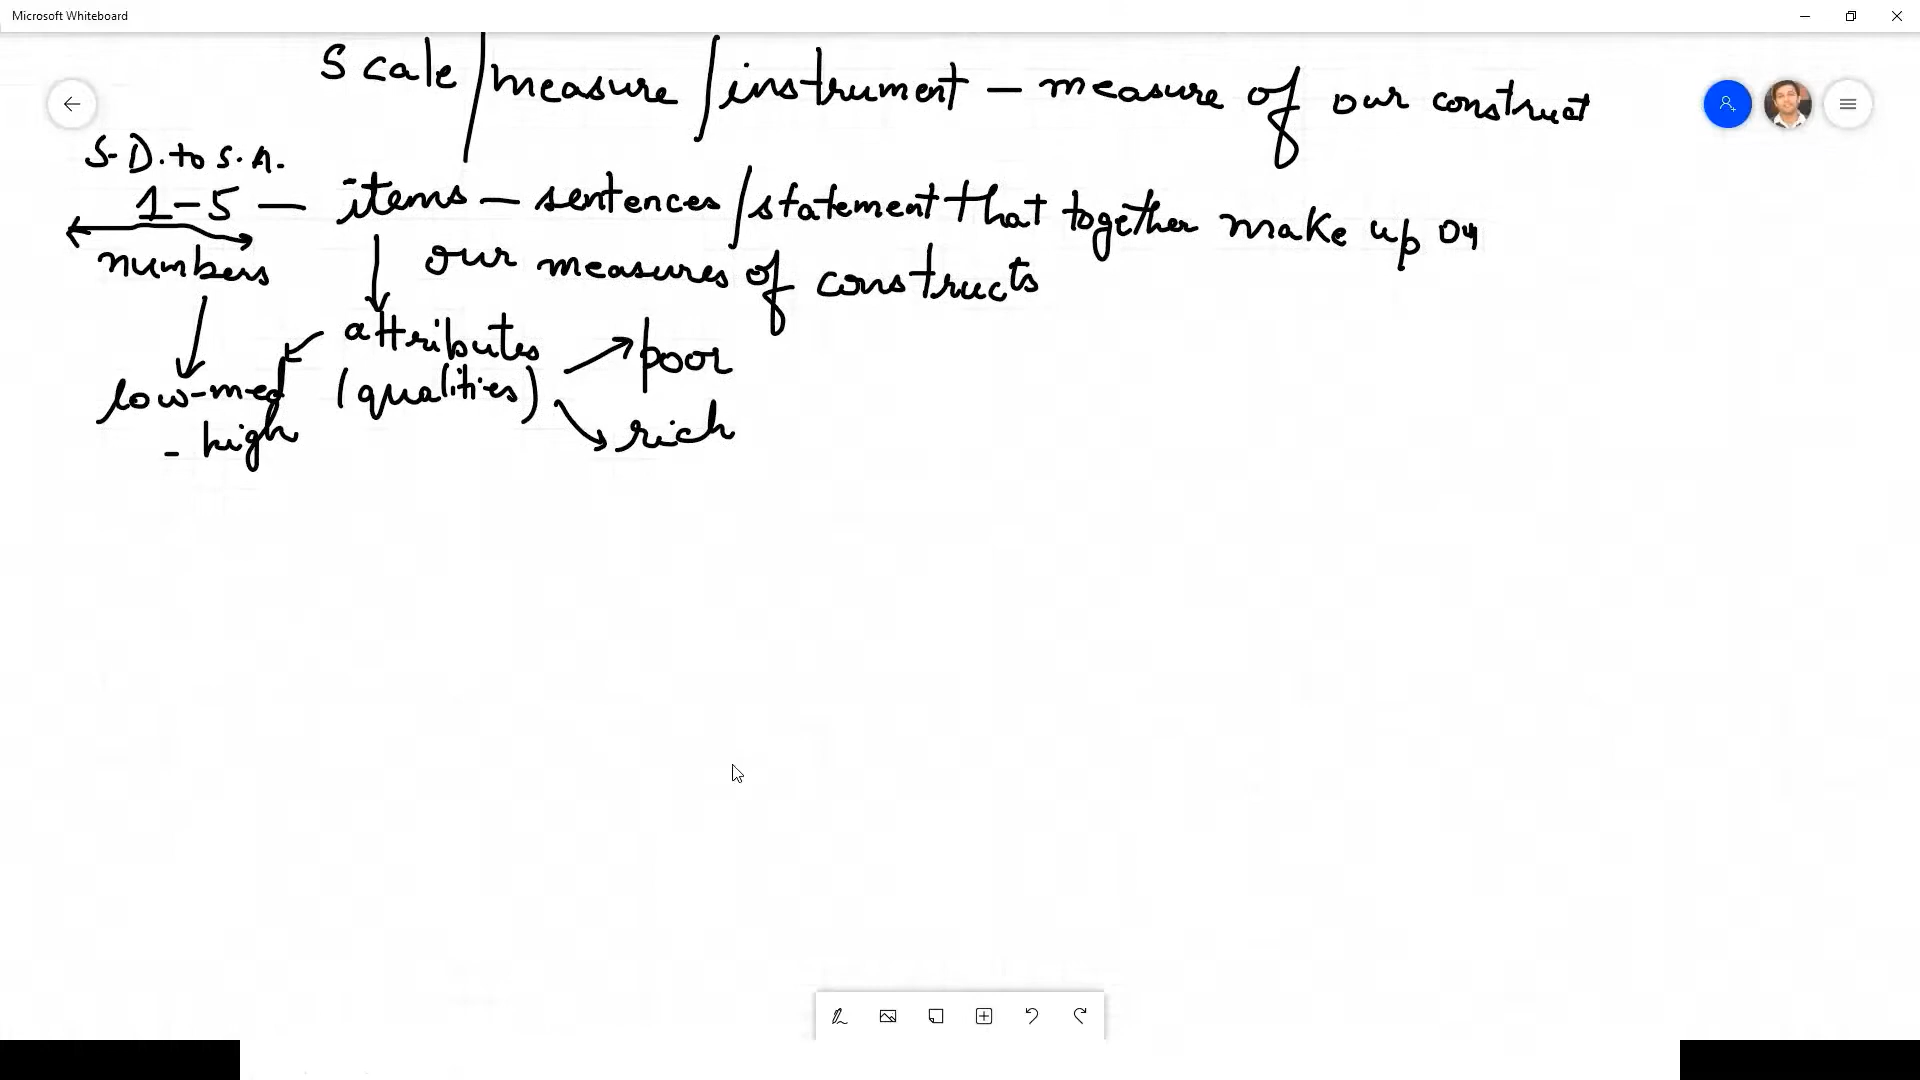 Microsoft Whiteboard
Scale/measure/instrument - measure of our construct
S.D. to S.A.
1-5 - items - sentences/statement that together make up ou
numbers
our measures of constructs
attributes
(qualities)
poor
rich
low-med
- high